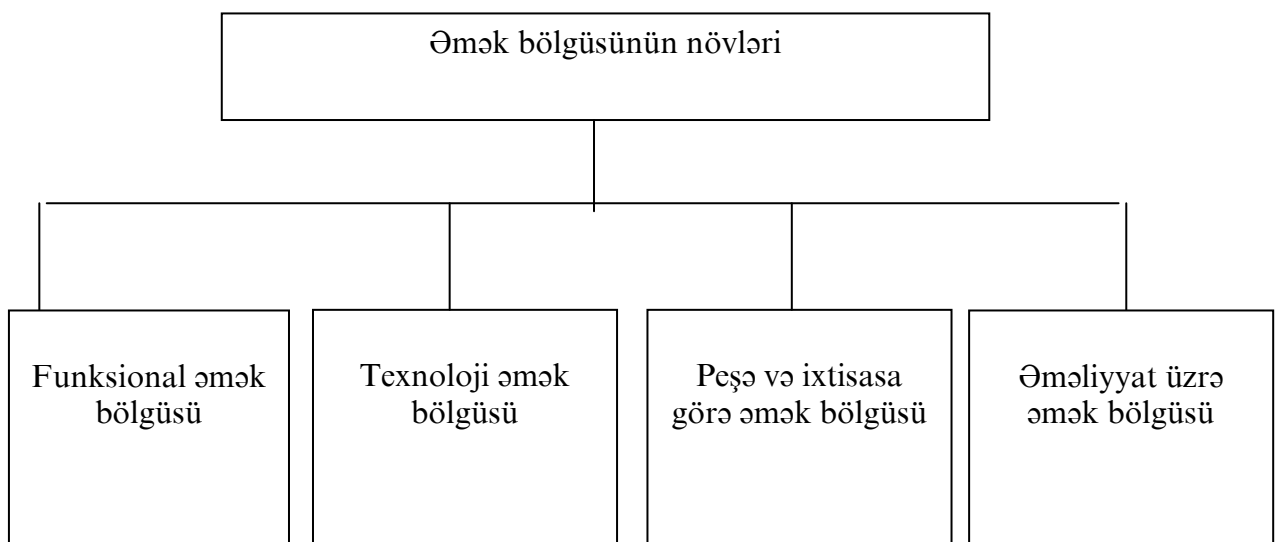 Əmək bölgüsünün növləri
Funksional əmək
bölgüsü
Texnoloji əmək
bölgüsü
Peşə və ixtisasa
görə əmək bölgüsü
Əməliyyat üzrə
əmək bölgüsü